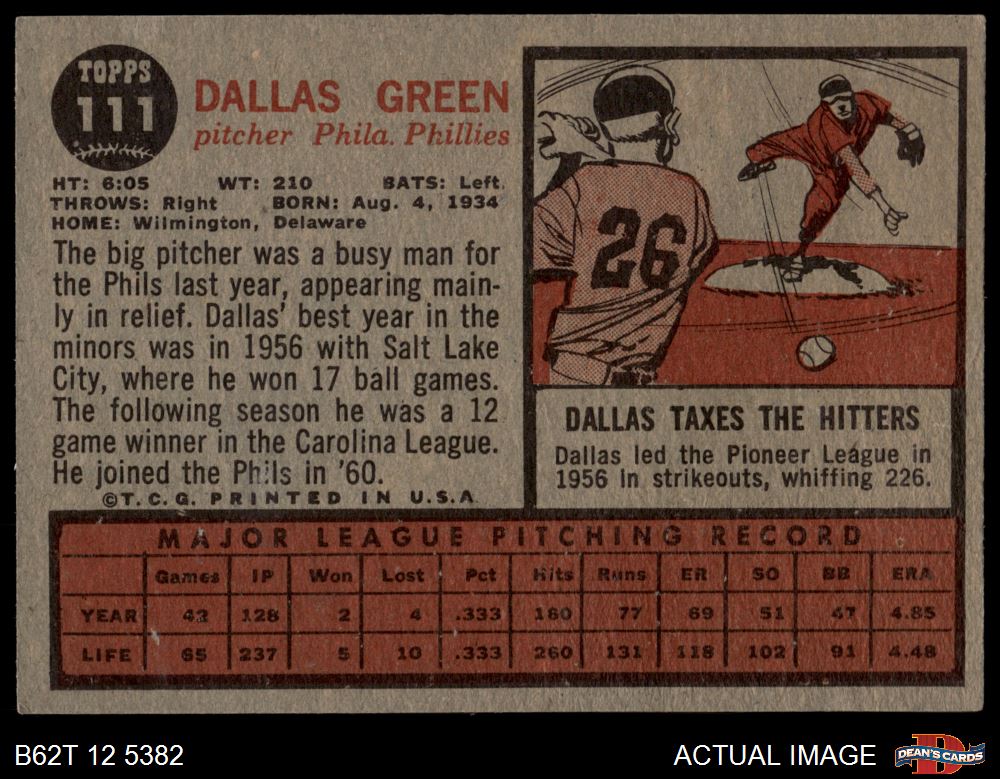 TOPPS
111
DALLAS GREEN
pitcher Phila. Phillies
HT: 6:05 WT: 210 BATS: Left
THROWS: Right BORN: Aug. 4, 1934
HOME: Wilmington, Delaware
The big pitcher was a busy man for
the Phils last year, appearing main-
ly in relief. Dallas' best year in the
minors was in 1956 with Salt Lake
City, where he won 17 ball games.
The following season he was a 12
game winner in the Carolina League.
He joined the Phils in '60.
©T.C.G. PRINTED IN U.S.A.
26
DALLAS TAXES THE HITTERS
Dallas led the Pioneer League in
1956 in strikeouts, whiffing 226.
MAJOR LEAGUE PITCHING RECORD
Games IP Won Lost Pct Hits Runs ER SO BB ERA
YEAR 42 128 2 4 .333 160 77 69 51 47 4.85
LIFE 65 237 5 10 .333 260 131 118 102 91 4.48
B62T 12 5382
ACTUAL IMAGE
DEAN'S CARDS